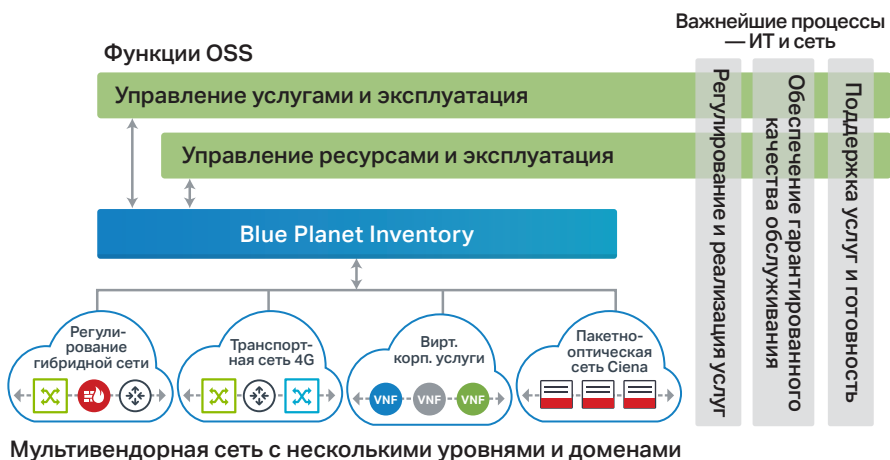 Важнейшие процессы
— ИТ и сеть
Функции OSS
Управление услугами и эксплуатация
Управление ресурсами и эксплуатация
Blue Planet Inventory
Регулирование и реализация услуг
Обеспечение гарантированного
качества обслуживания
Поддержка услуг и готовность
Регули-
рование
гибридной сети
Транспорт-
ная сеть 4G
Вирт.
корп. услуги
VNF
VNF
VNF
Пакетно-
оптическая
сеть Ciena
Мультивендорная сеть с несколькими уровнями и доменами